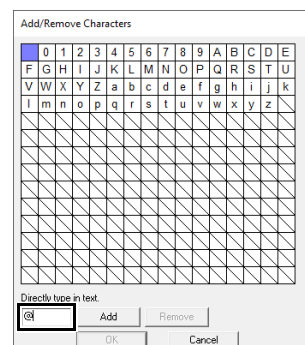 Add/Remove Characters
0 1 2 3 4 5 6 7 8 9 A B C D E
F G H I J K L M N O P Q R S T U
V W X Y Z a b c d e f g h i j k
l m n o p q r s t u v w x y z
Directly type in text.
@ Add Remove
OK Cancel